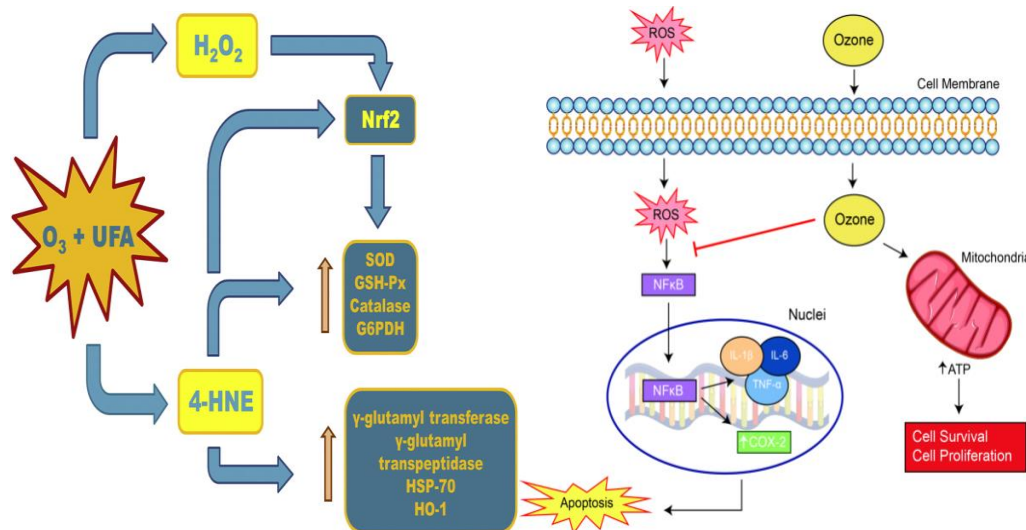 O₃ + UFA
H₂O₂
Nrf2
SOD
GSH-Px
Catalase
G6PDH
4-HNE
γ-glutamyl transferase
γ-glutamyl
transpeptidase
HSP-70
HO-1
ROS
Ozone
Cell Membrane
ROS
Ozone
NFκB
Mitochondria
Nuclei
IL-1β
IL-6
TNF-α
NFκB
↑COX-2
↑ATP
Cell Survival
Cell Proliferation
Apoptosis